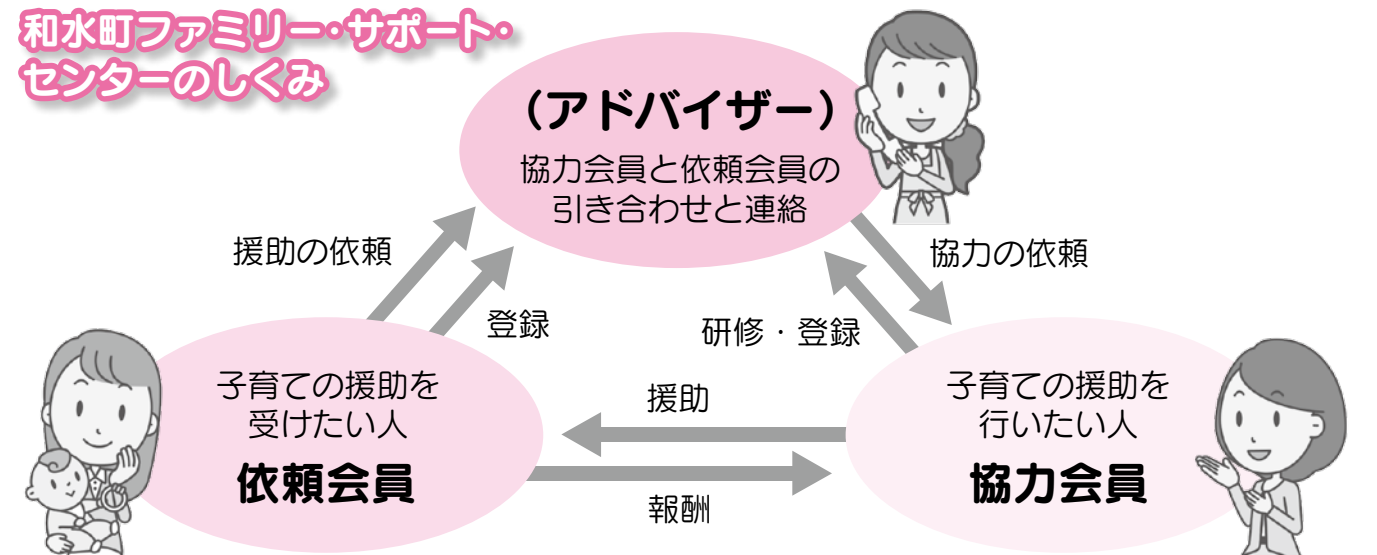 和水町ファミリー・サポート・
センターのしくみ
(アドバイザー)
協力会員と依頼会員の
引き合わせと連絡
援助の依頼
登録
協力の依頼
研修・登録
子育ての援助を
受けたい人
依頼会員
援助
報酬
子育ての援助を
行いたい人
協力会員